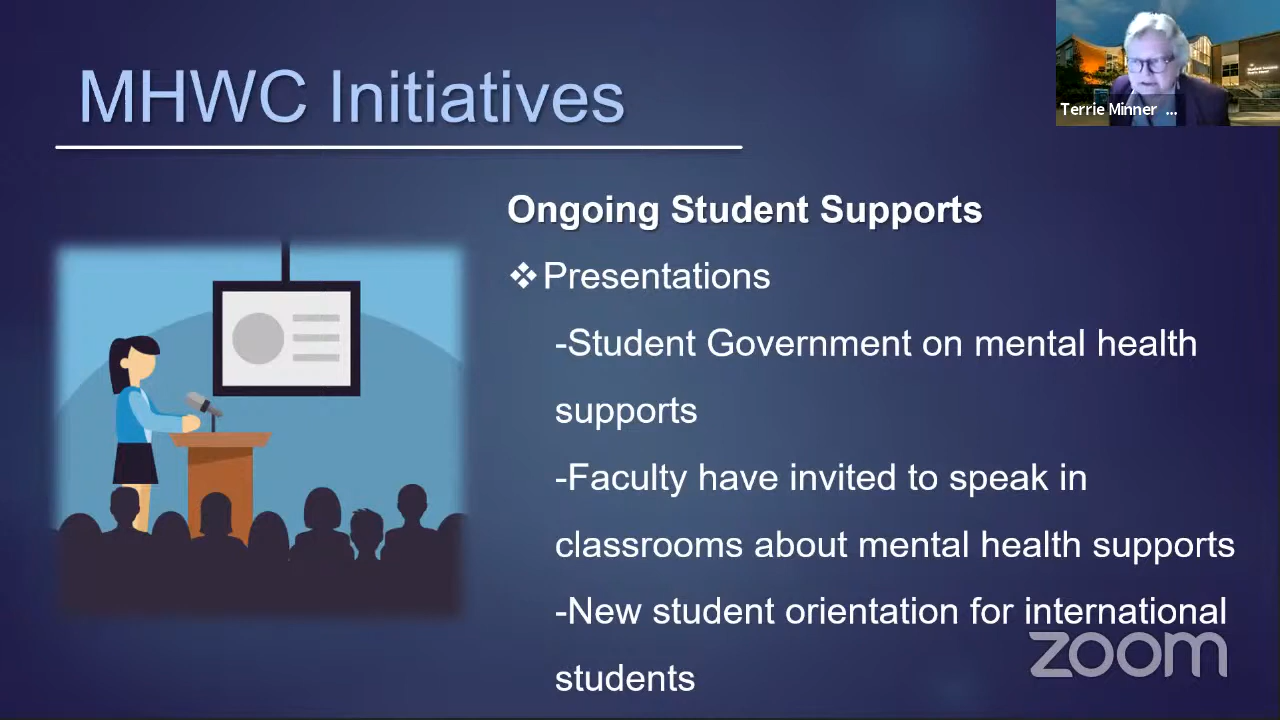 MHWC Initiatives
Terrie Minner ...
Ongoing Student Supports
❖Presentations
-Student Government on mental health
supports
-Faculty have invited to speak in
classrooms about mental health supports
-New student orientation for international
students
zoom